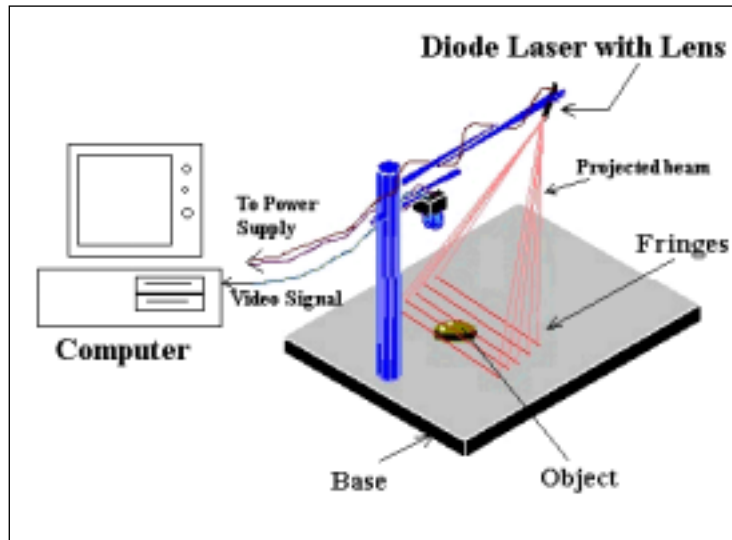 Diode Laser with Lens
Projected beam
To Power
Supply
Fringes
Video Signal
Computer
Base
Object